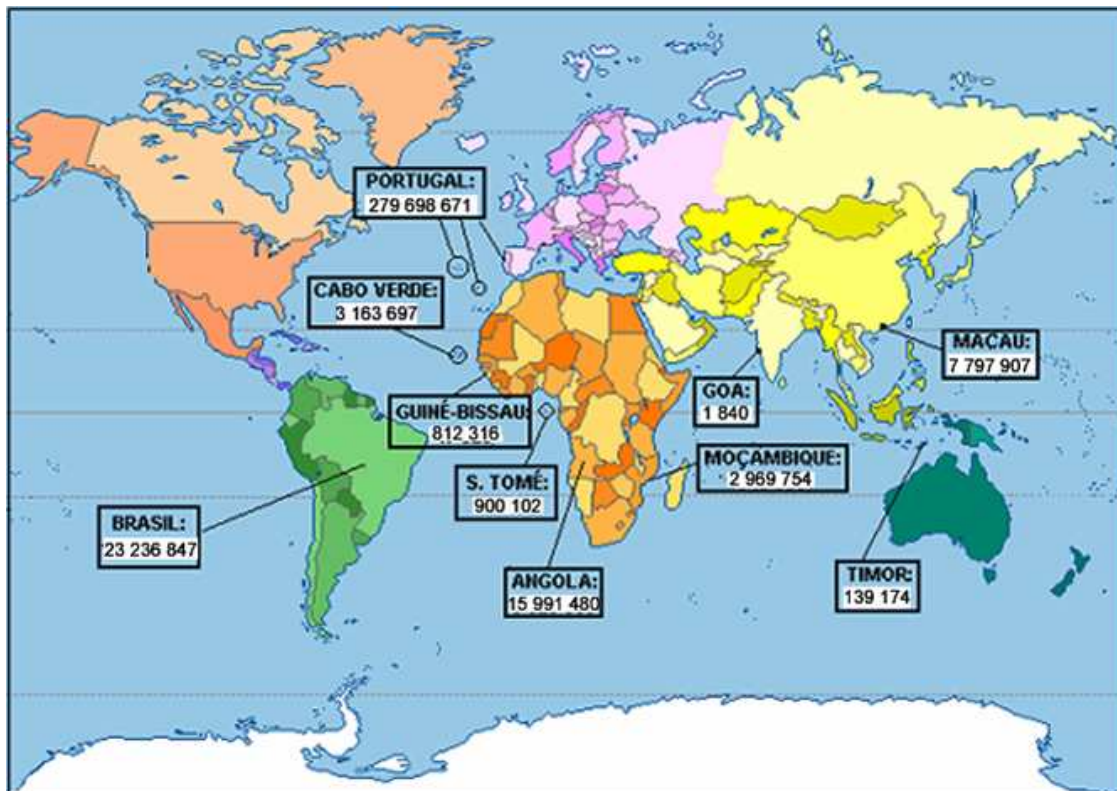 PORTUGAL:
279 698 671
CABO VERDE:
3 163 697
MACAU:
7 797 907
GOA:
1 840
GUINÉ-BISSAU:
812 316
MOÇAMBIQUE:
2 969 754
S. TOMÉ:
900 102
BRASIL:
23 236 847
ANGOLA:
15 991 480
TIMOR:
139 174